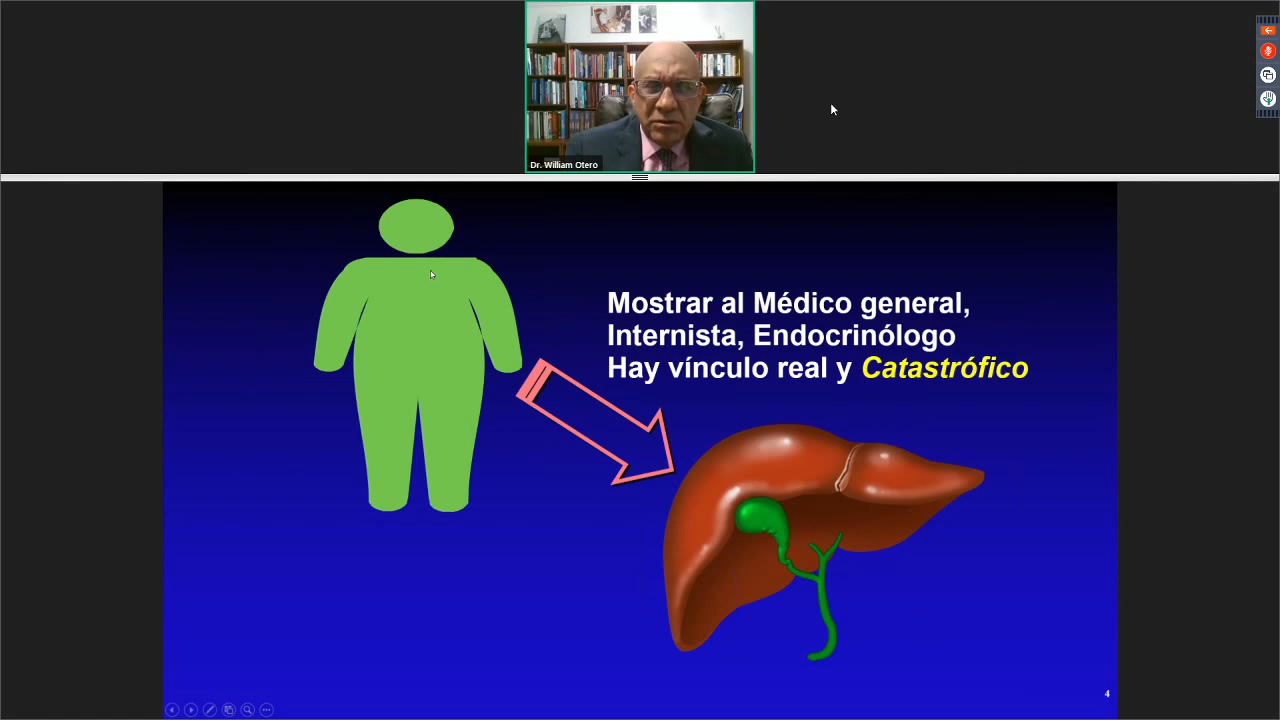 Dr. William Otero
Mostrar al Médico general,
Internista, Endocrinólogo
Hay vínculo real y Catastrófico
4